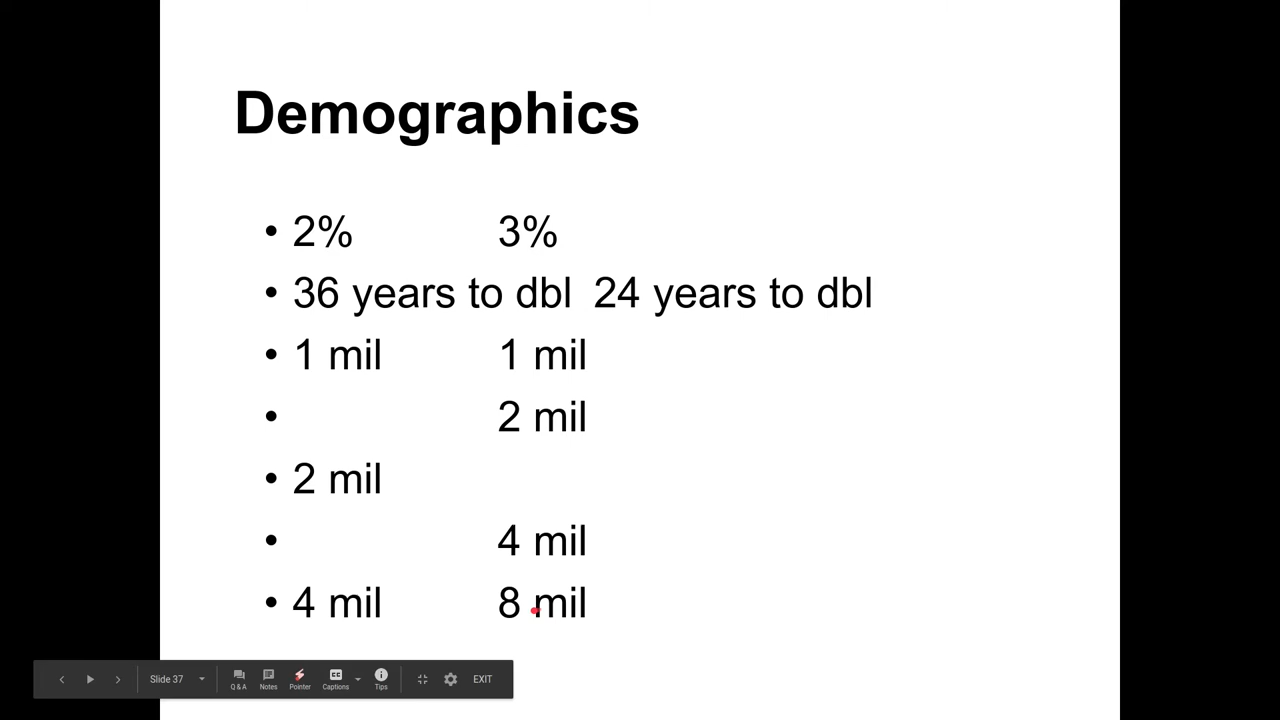 Demographics
• 2% 3%
• 36 years to dbl 24 years to dbl
• 1 mil 1 mil
• 2 mil
• 2 mil
• 4 mil
• 4 mil 8 mil
Slide 37
Q & A Notes Pointer Captions Tips EXIT
CC